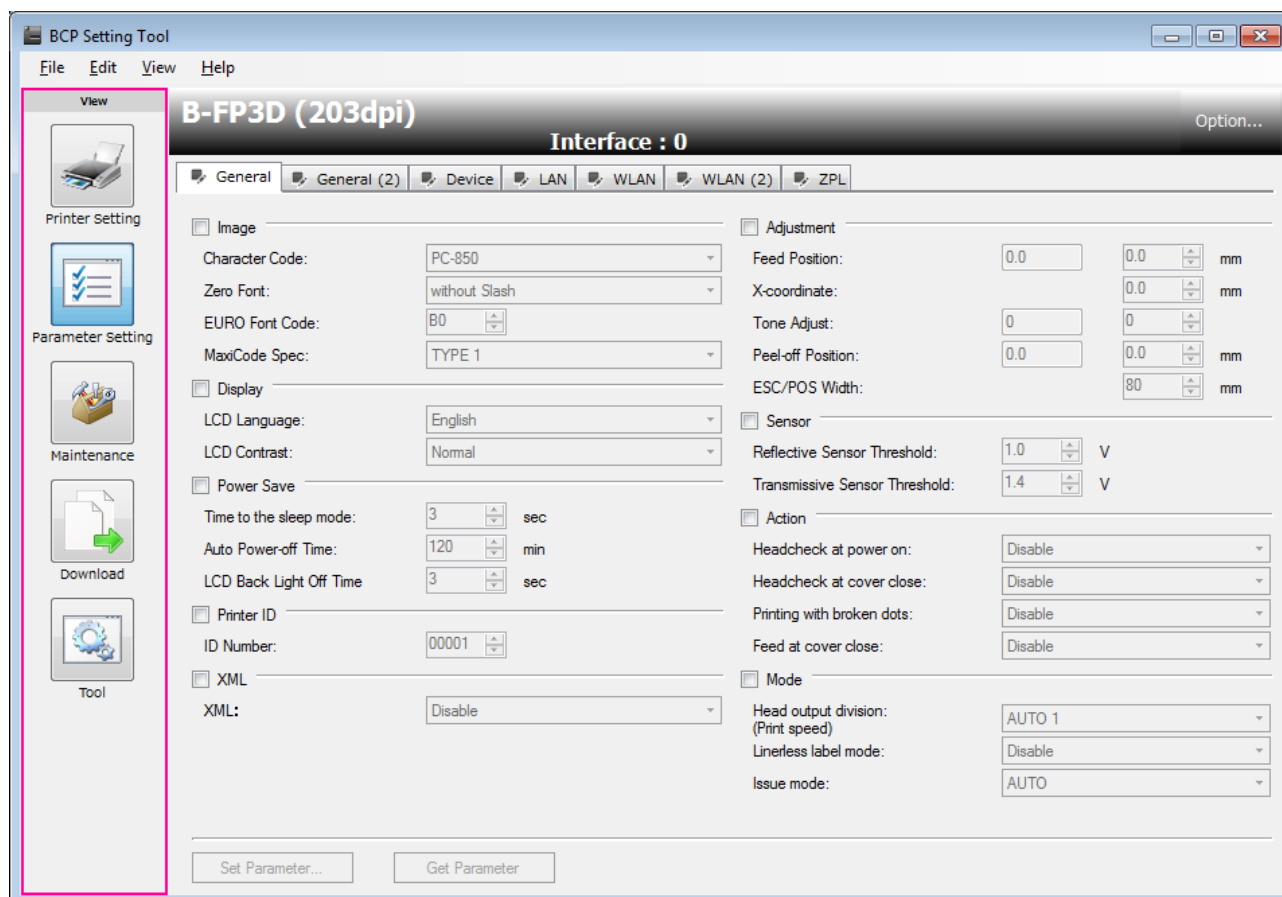 BCP Setting Tool
File Edit View Help
View
Printer Setting
Parameter Setting
Maintenance
Download
Tool
B-FP3D (203dpi)
Interface : 0
Option...
General General (2) Device LAN WLAN WLAN (2) ZPL
Image
Character Code: PC-850
Zero Font: without Slash
EURO Font Code: B0
MaxiCode Spec: TYPE 1
Display
LCD Language: English
LCD Contrast: Normal
Power Save
Time to the sleep mode: 3 sec
Auto Power-off Time: 120 min
LCD Back Light Off Time 3 sec
Printer ID
ID Number: 00001
XML
XML: Disable
Adjustment
Feed Position: 0.0 0.0 mm
X-coordinate: 0.0 mm
Tone Adjust: 0 0
Peel-off Position: 0.0 0.0 mm
ESC/POS Width: 80 mm
Sensor
Reflective Sensor Threshold: 1.0 V
Transmissive Sensor Threshold: 1.4 V
Action
Headcheck at power on: Disable
Headcheck at cover close: Disable
Printing with broken dots: Disable
Feed at cover close: Disable
Mode
Head output division: AUTO 1
(Print speed)
Linerless label mode: Disable
Issue mode: AUTO
Set Parameter... Get Parameter